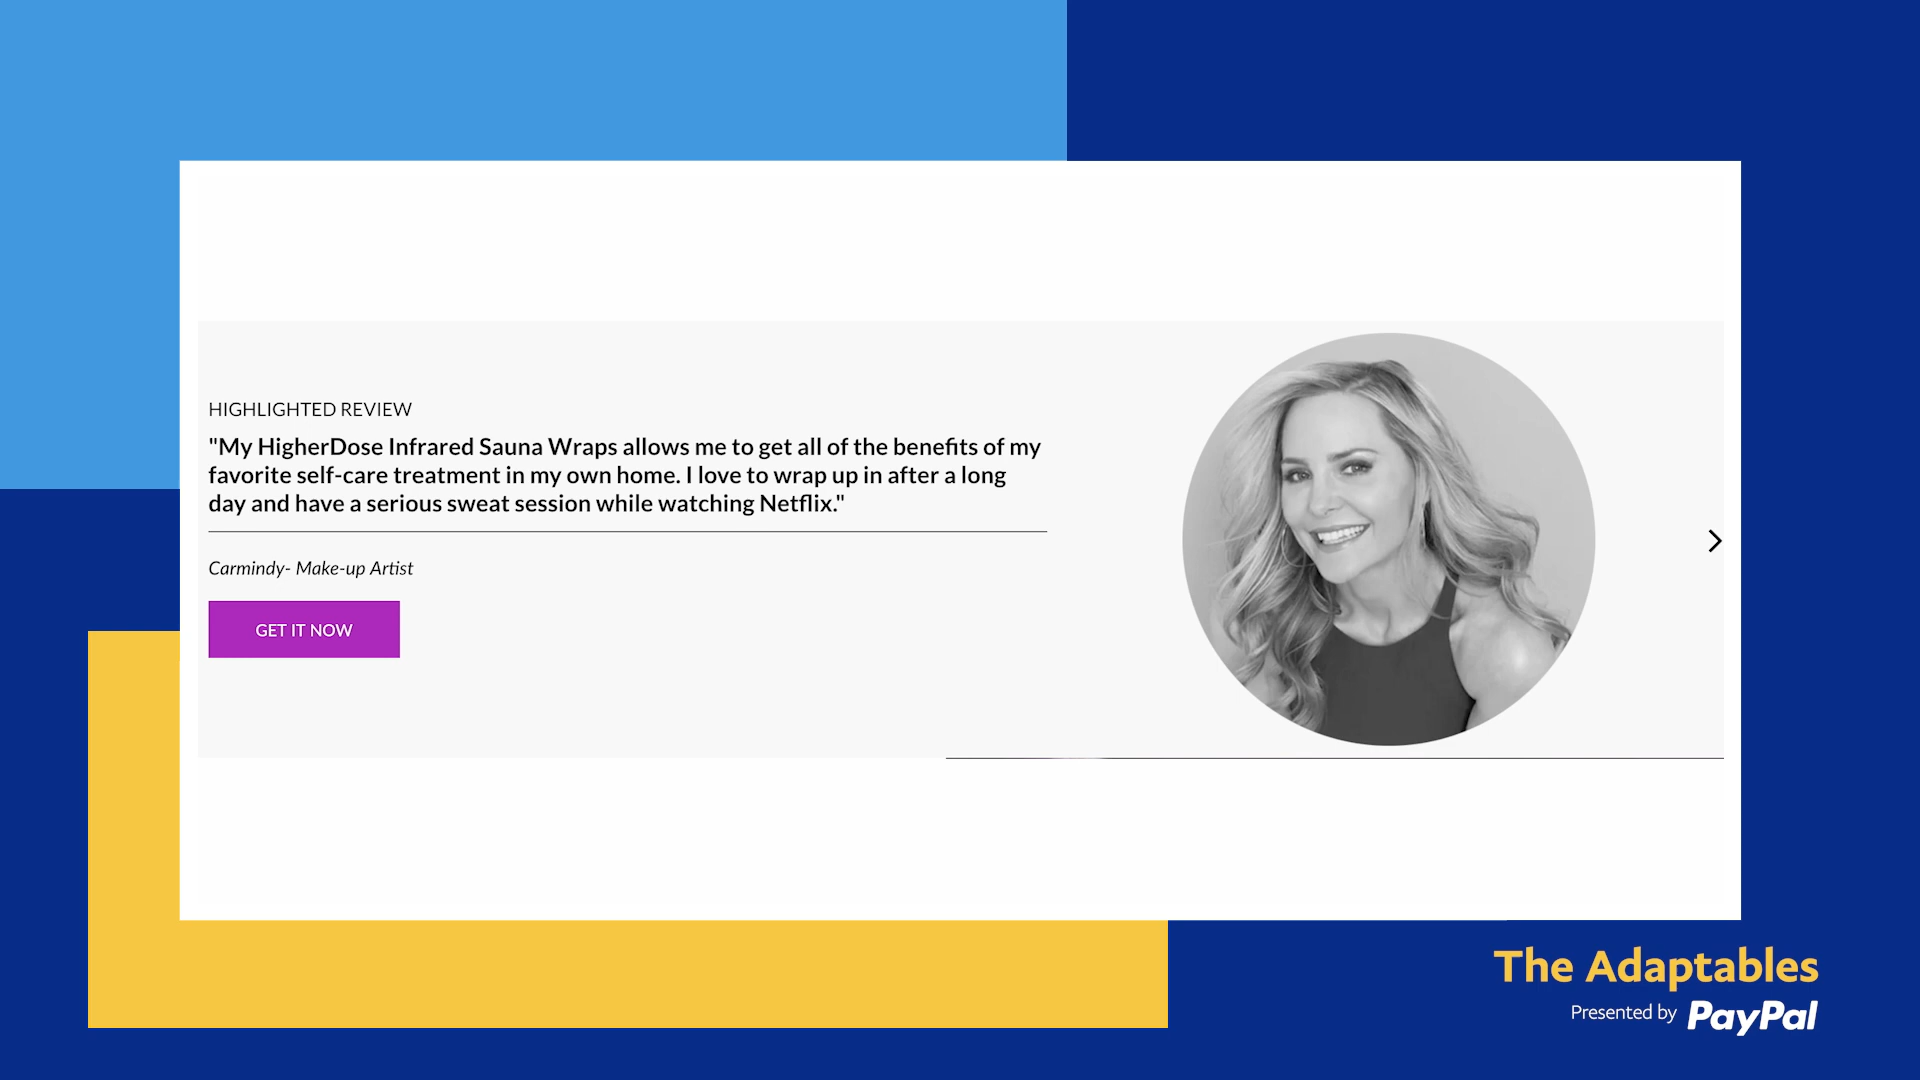 HIGHLIGHTED REVIEW
"My HigherDose Infrared Sauna Wraps allows me to get all of the benefits of my
favorite self-care treatment in my own home. I love to wrap up in after a long
day and have a serious sweat session while watching Netflix."
Carmindy- Make-up Artist
GET IT NOW
The Adaptables
Presented by PayPal